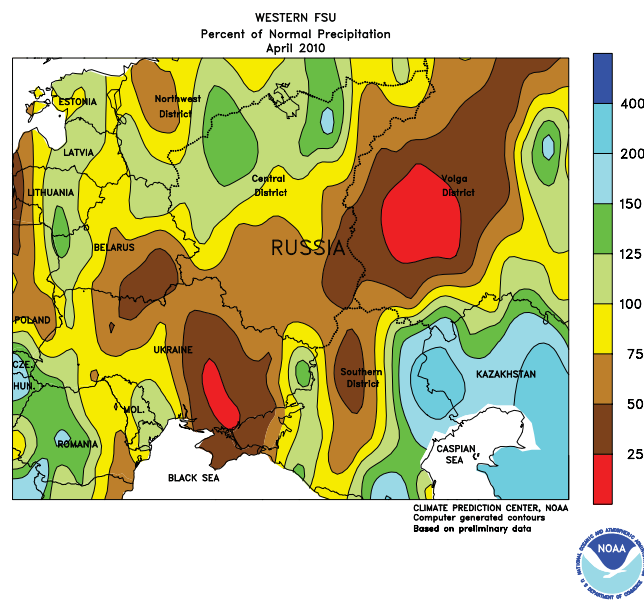 WESTERN FSU
Percent of Normal Precipitation
April 2010
ESTONIA
Northwest
District
LATVIA
LITHUANIA
Central
District
Volga
District
BELARUS
RUSSIA
POLAND
UKRAINE
CZE.
HUN.
Southern
District
KAZAKHSTAN
MOL.
ROMANIA
CASPIAN
SEA
BLACK SEA
400
200
150
125
100
75
50
25
CLIMATE PREDICTION CENTER, NOAA
Computer generated contours
Based on preliminary data
NOAA